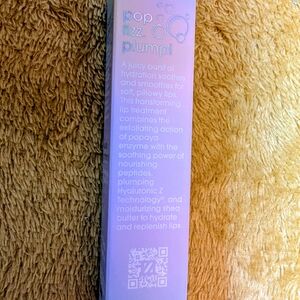 pop
fizz
plump!
A juicy burst of
hydration soothes
and smoothes for
soft, pillowy lips.
This transforming
lip treatment
combines the
exfoliating action
of papaya
enzyme with the
soothing power of
nourishing
peptides,
plumping
Hyalutonic Z
Technology®, and
moisturizing shea
butter to hydrate
and replenish lips.